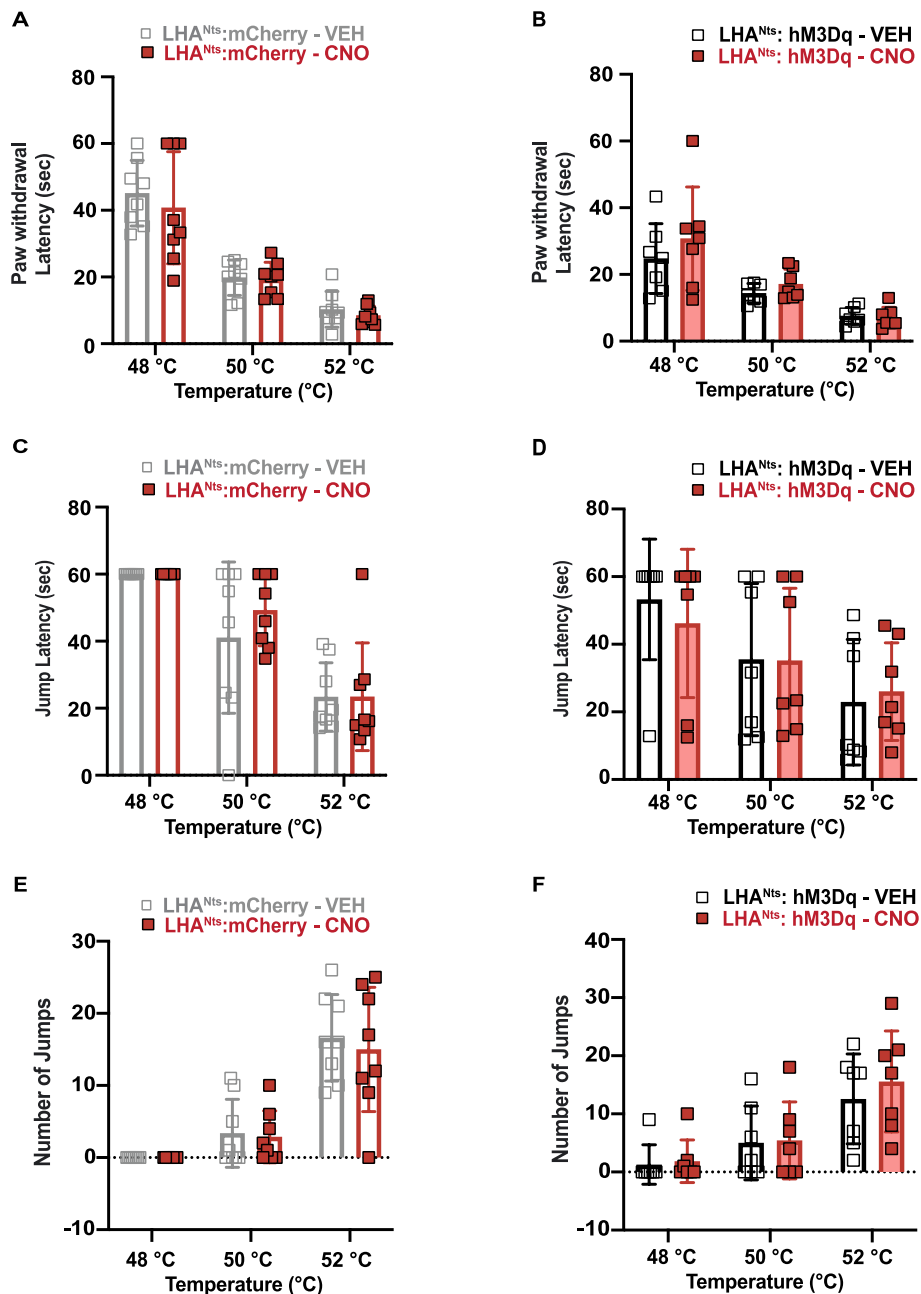 A
LHA^Nts:mCherry - VEH
LHA^Nts:mCherry - CNO
Paw withdrawal
Latency (sec)
80
60
40
20
0
48 °C
50 °C
52 °C
Temperature (°C)
B
LHA^Nts: hM3Dq - VEH
LHA^Nts: hM3Dq - CNO
Paw withdrawal
Latency (sec)
80
60
40
20
0
48 °C
50 °C
52 °C
Temperature (°C)
C
LHA^Nts:mCherry - VEH
LHA^Nts:mCherry - CNO
Jump Latency (sec)
80
60
40
20
0
48 °C
50 °C
52 °C
Temperature (°C)
D
LHA^Nts: hM3Dq - VEH
LHA^Nts: hM3Dq - CNO
Jump Latency (sec)
80
60
40
20
0
48 °C
50 °C
52 °C
Temperature (°C)
E
LHA^Nts:mCherry - VEH
LHA^Nts:mCherry - CNO
Number of Jumps
30
20
10
0
-10
48 °C
50 °C
52 °C
Temperature (°C)
F
LHA^Nts: hM3Dq - VEH
LHA^Nts: hM3Dq - CNO
Number of Jumps
40
30
20
10
0
-10
48 °C
50 °C
52 °C
Temperature (°C)